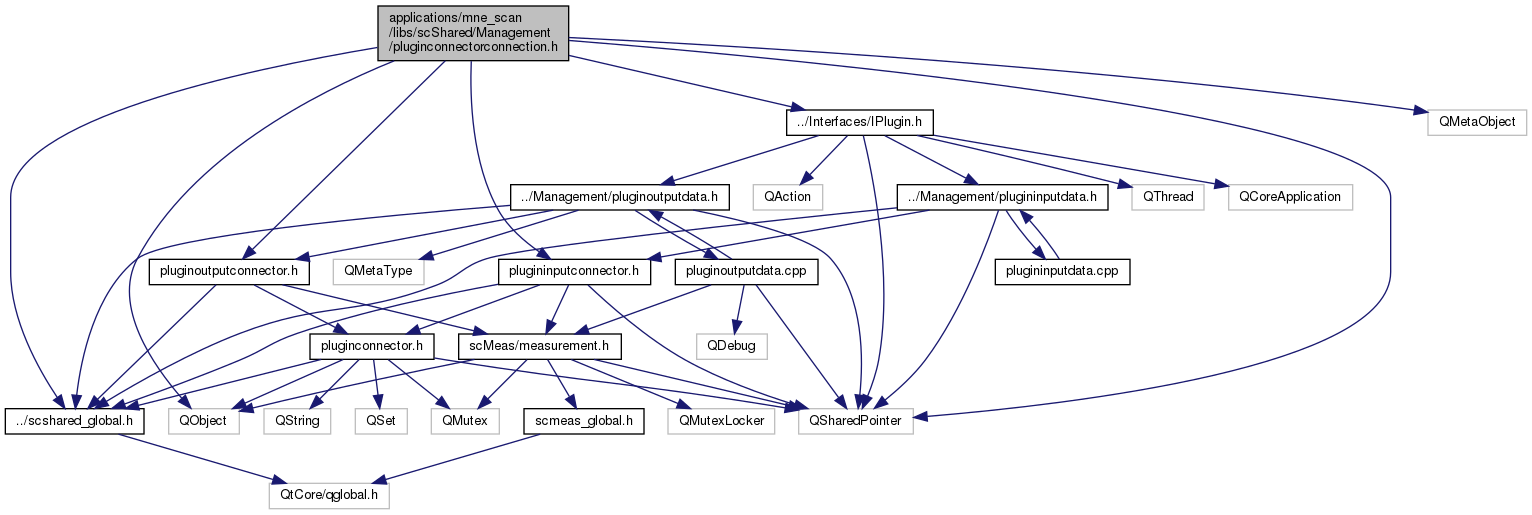 applications/mne_scan
/libs/scShared/Management
/pluginconnectorconnection.h
../Interfaces/IPlugin.h
QMetaObject
../Management/pluginoutputdata.h
QAction
../Management/plugininputdata.h
QThread
QCoreApplication
pluginoutputconnector.h
QMetaType
plugininputconnector.h
pluginoutputdata.cpp
plugininputdata.cpp
pluginconnector.h
scMeas/measurement.h
QDebug
../scshared_global.h
QObject
QString
QSet
QMutex
scmeas_global.h
QMutexLocker
QSharedPointer
QtCore/qglobal.h